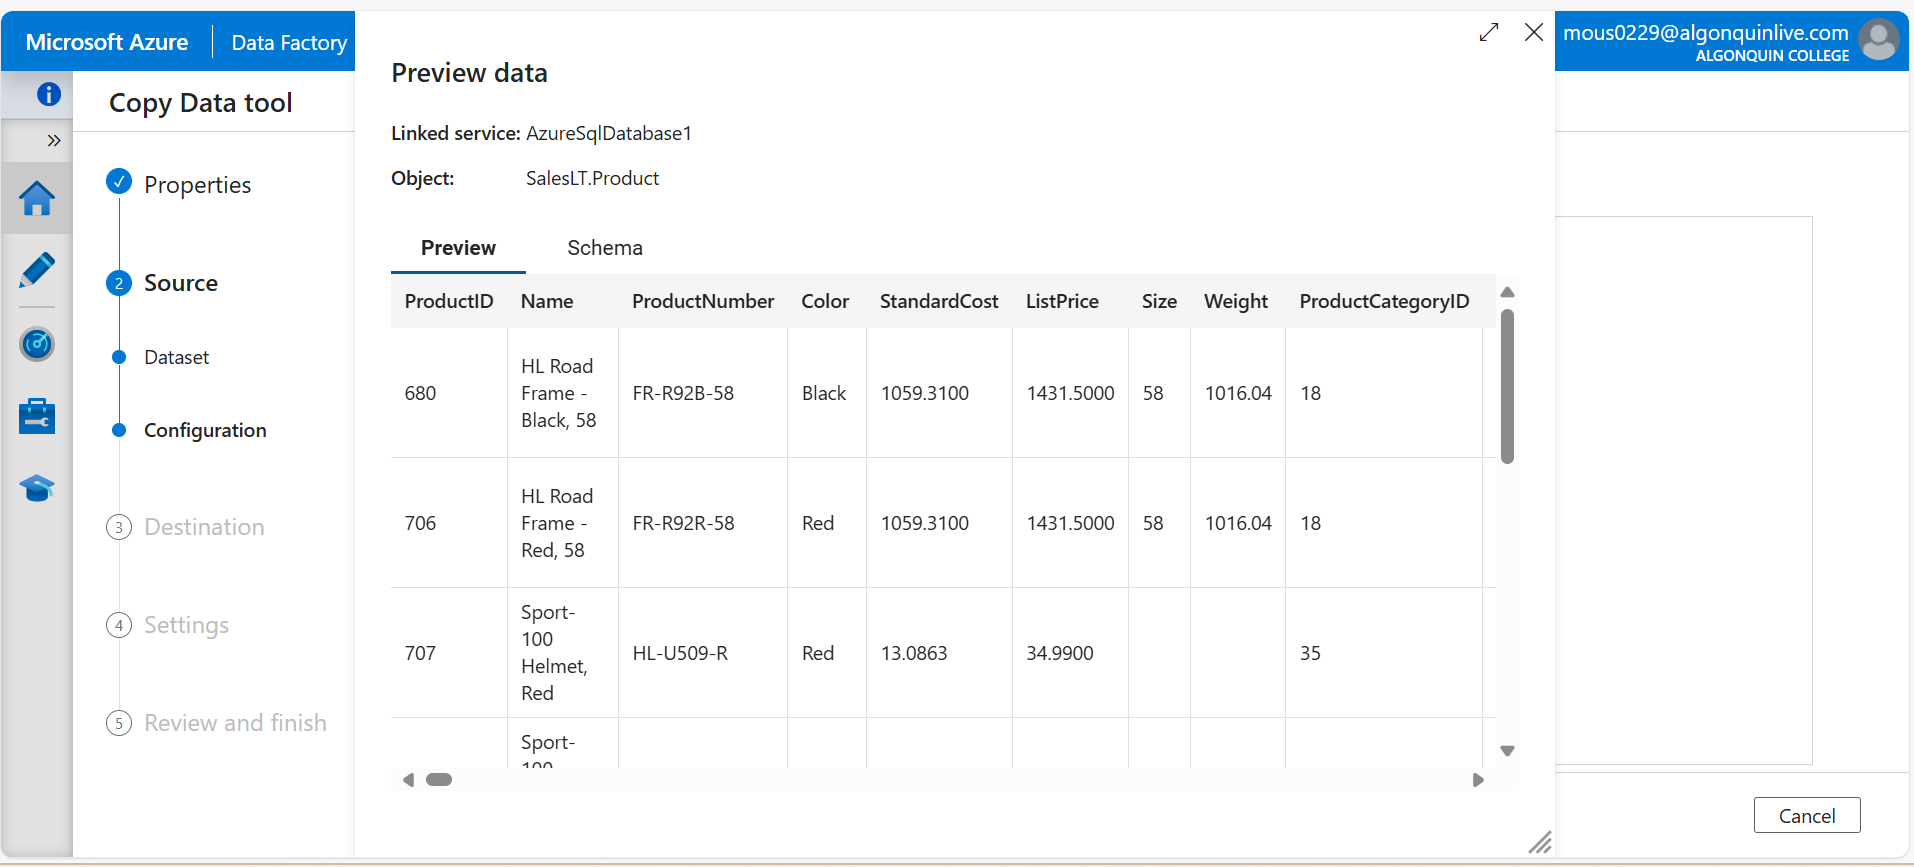 Microsoft Azure
Data Factory
mous0229@algonquinlive.com
ALGONQUIN COLLEGE
Copy Data tool
Properties
2 Source
Dataset
Configuration
3 Destination
4 Settings
5 Review and finish
Preview data
Linked service: AzureSqlDatabase1
Object: SalesLT.Product
Preview Schema
ProductID Name ProductNumber Color StandardCost ListPrice Size Weight ProductCategoryID
680 HL Road Frame - Black, 58 FR-R92B-58 Black 1059.3100 1431.5000 58 1016.04 18
706 HL Road Frame - Red, 58 FR-R92R-58 Red 1059.3100 1431.5000 58 1016.04 18
707 Sport-100 Helmet, Red HL-U509-R Red 13.0863 34.9900 35
Sport-
100
Cancel